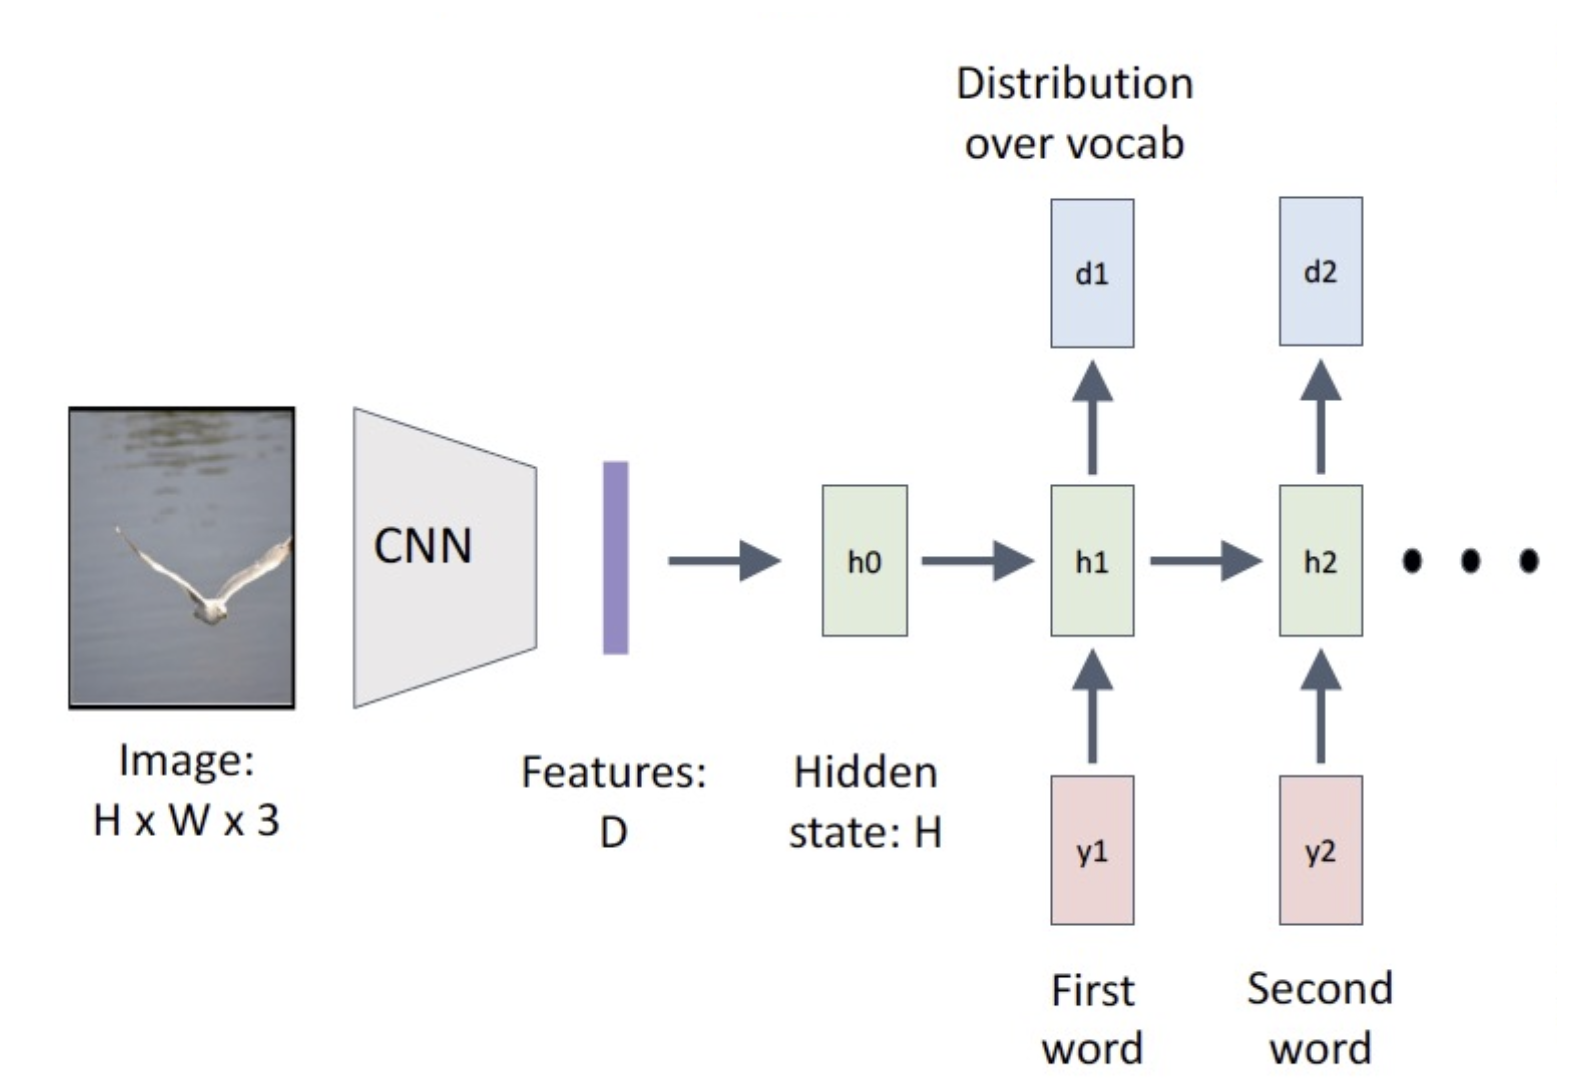 Distribution
over vocab
d1
d2
CNN
h0
h1
h2
Image:
H x W x 3
Features:
D
Hidden
state: H
y1
y2
First
word
Second
word